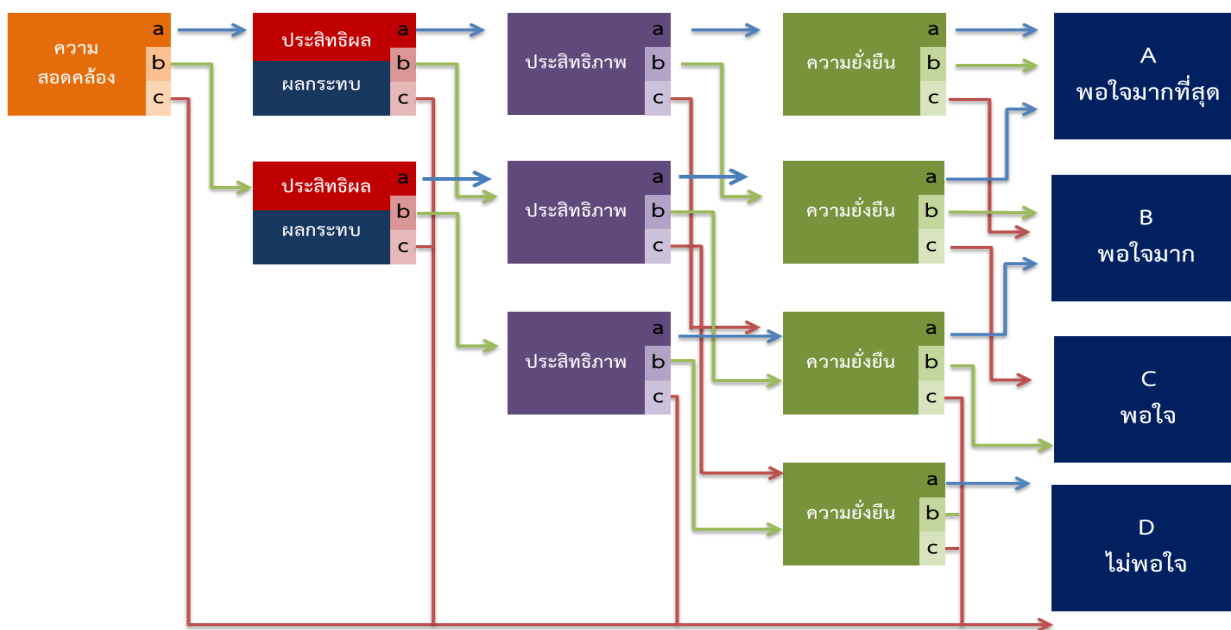 ความ
สอดคล้อง
a
b
c
ประสิทธิผล
ผลกระทบ
a
b
c
ประสิทธิผล
ผลกระทบ
a
b
c
ประสิทธิภาพ
a
b
c
ประสิทธิภาพ
a
b
c
ประสิทธิภาพ
a
b
c
ความยั่งยืน
a
b
c
ความยั่งยืน
a
b
c
ความยั่งยืน
a
b
c
ความยั่งยืน
a
b
c
A
พอใจมากที่สุด
B
พอใจมาก
C
พอใจ
D
ไม่พอใจ